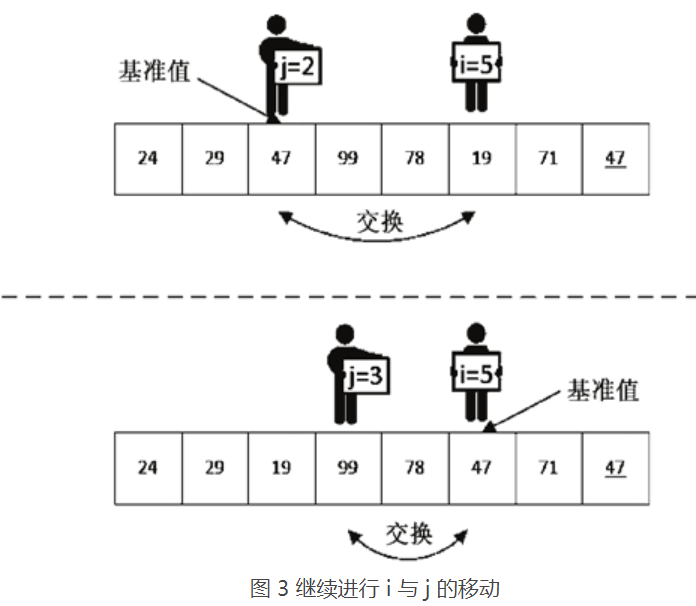 j=2 i=5
基准值
24 29 47 99 78 19 71 47
交换
j=3 i=5
基准值
24 29 19 99 78 47 71 47
交换
图 3 继续进行 i 与 j 的移动